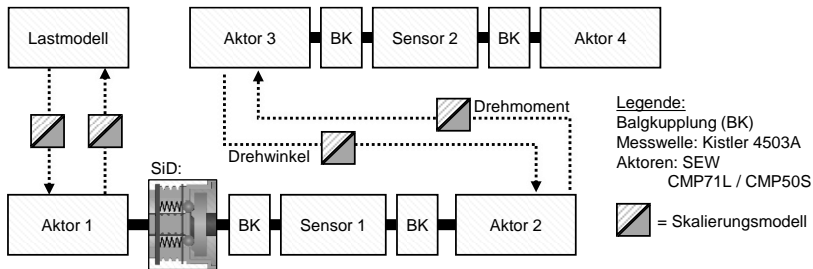 Lastmodell
Aktor 3
BK
Sensor 2
BK
Aktor 4
Drehmoment
Drehwinkel
Legende:
Balgkupplung (BK)
Messwelle: Kistler 4503A
Aktoren: SEW
CMP71L / CMP50S
= Skalierungsmodell
SiD:
Aktor 1
BK
Sensor 1
BK
Aktor 2